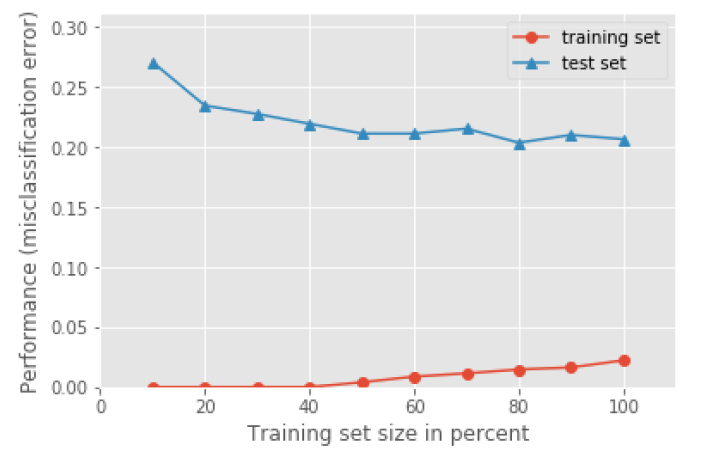 Performance (misclassification error)
0.30
0.25
0.20
0.15
0.10
0.05
0.00
training set
test set
0 20 40 60 80 100
Training set size in percent